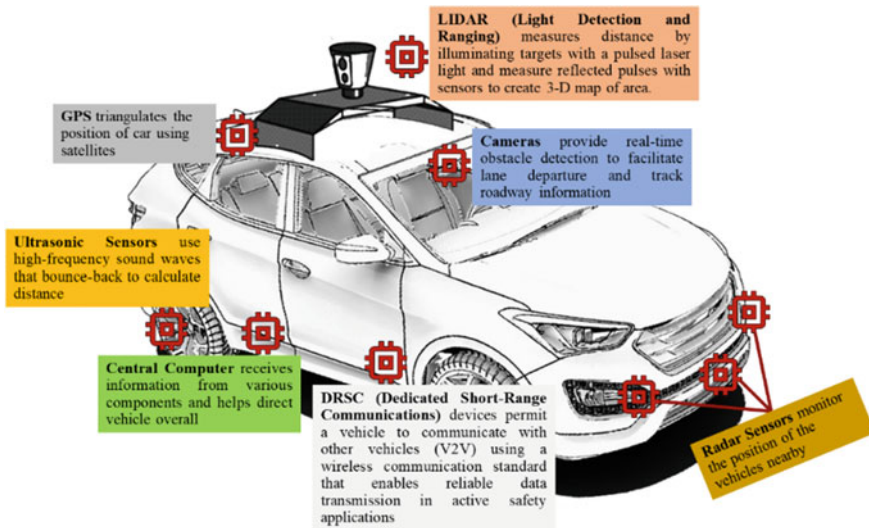 LIDAR (Light Detection and
Ranging) measures distance by
illuminating targets with a pulsed laser
light and measure reflected pulses with
sensors to create 3-D map of area.
GPS triangulates the
position of car using
satellites
Cameras provide real-time
obstacle detection to facilitate
lane departure and track
roadway information
Ultrasonic Sensors use
high-frequency sound waves
that bounce-back to calculate
distance
Central Computer receives
information from various
components and helps direct
vehicle overall
DRSC (Dedicated Short-Range
Communications) devices permit
a vehicle to communicate with
other vehicles (V2V) using a
wireless communication standard
that enables reliable data
transmission in active safety
applications
Radar Sensors monitor
the position of the
vehicles nearby